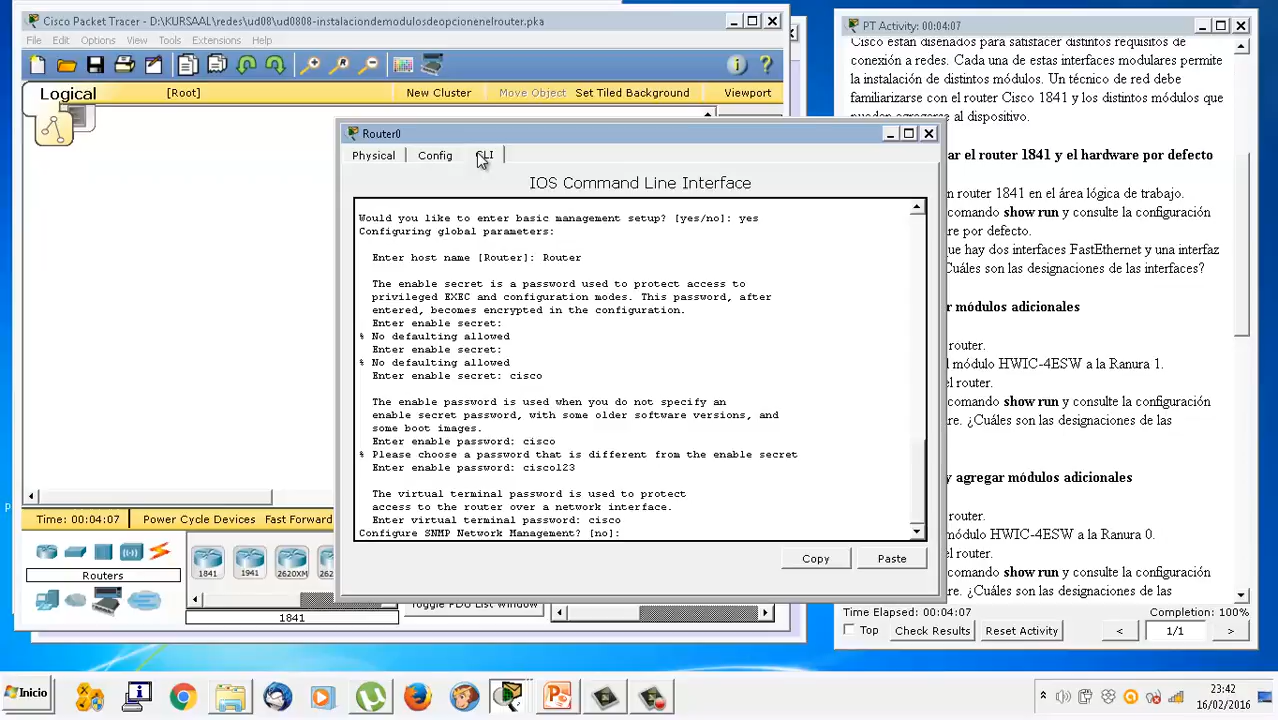 Cisco Packet Tracer - D:\KURSAAL\redes\ud08\ud0808-instalaciondemodulosdeopcionenelrouter.pka
File Edit Options View Tools Extensions Help
Logical
[Root]
New Cluster
Move Object
Set Tiled Background
Viewport
Router0
Physical
Config
CLI
IOS Command Line Interface
Would you like to enter basic management setup? [yes/no]: yes
Configuring global parameters:
Enter host name [Router]: Router
The enable secret is a password used to protect access to
privileged EXEC and configuration modes. This password, after
entered, becomes encrypted in the configuration.
Enter enable secret:
% No defaulting allowed
Enter enable secret:
% No defaulting allowed
Enter enable secret: cisco
The enable password is used when you do not specify an
enable secret password, with some older software versions, and
some boot images.
Enter enable password: cisco
% Please choose a password that is different from the enable secret
Enter enable password: cisco123
The virtual terminal password is used to protect
access to the router over a network interface.
Enter virtual terminal password: cisco
Configure SNMP Network Management? [no]:
Copy
Paste
Time: 00:04:07
Power Cycle Devices
Fast Forward
Routers
1841
1941
2620XM
262
1841
Toggle PDU List Window
PT Activity: 00:04:07
Cisco están diseñados para satisfacer distintos requisitos de
conexión a redes. Cada una de estas interfaces modulares permite
la instalación de distintos módulos. Un técnico de red debe
familiarizarse con el router Cisco 1841 y los distintos módulos que
pueden agregarse al dispositivo.
ar el router 1841 y el hardware por defecto
n router 1841 en el área lógica de trabajo.
comando show run y consulte la configuración
re por defecto.
que hay dos interfaces FastEthernet y una interfaz
¿Cuáles son las designaciones de las interfaces?
r módulos adicionales
router.
l módulo HWIC-4ESW a la Ranura 1.
el router.
comando show run y consulte la configuración
re. ¿Cuáles son las designaciones de las
y agregar módulos adicionales
el router.
módulo HWIC-4ESW a la Ranura 0.
el router.
comando show run y consulte la configuración
re. ¿Cuáles son las designaciones de las
Time Elapsed: 00:04:07
Completion: 100%
Top
Check Results
Reset Activity
<
1/1
>
Inicio
23:42
16/02/2016